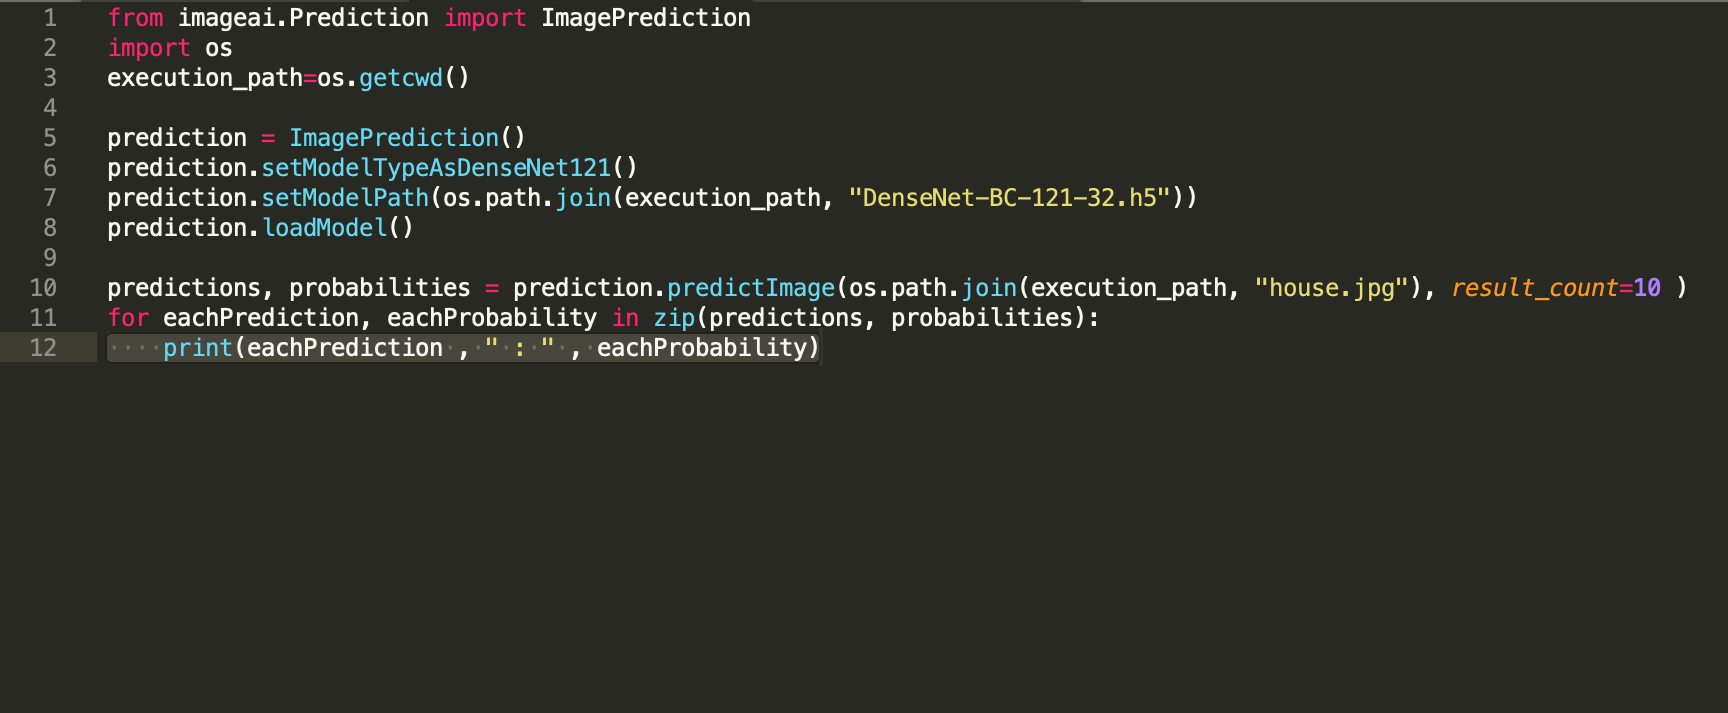 1 from imageai.Prediction import ImagePrediction
2 import os
3 execution_path=os.getcwd()
4
5 prediction = ImagePrediction()
6 prediction.setModelTypeAsDenseNet121()
7 prediction.setModelPath(os.path.join(execution_path, "DenseNet-BC-121-32.h5"))
8 prediction.loadModel()
9
10 predictions, probabilities = prediction.predictImage(os.path.join(execution_path, "house.jpg"), result_count=10 )
11 for eachPrediction, eachProbability in zip(predictions, probabilities):
12     print(eachPrediction , " : " , eachProbability)